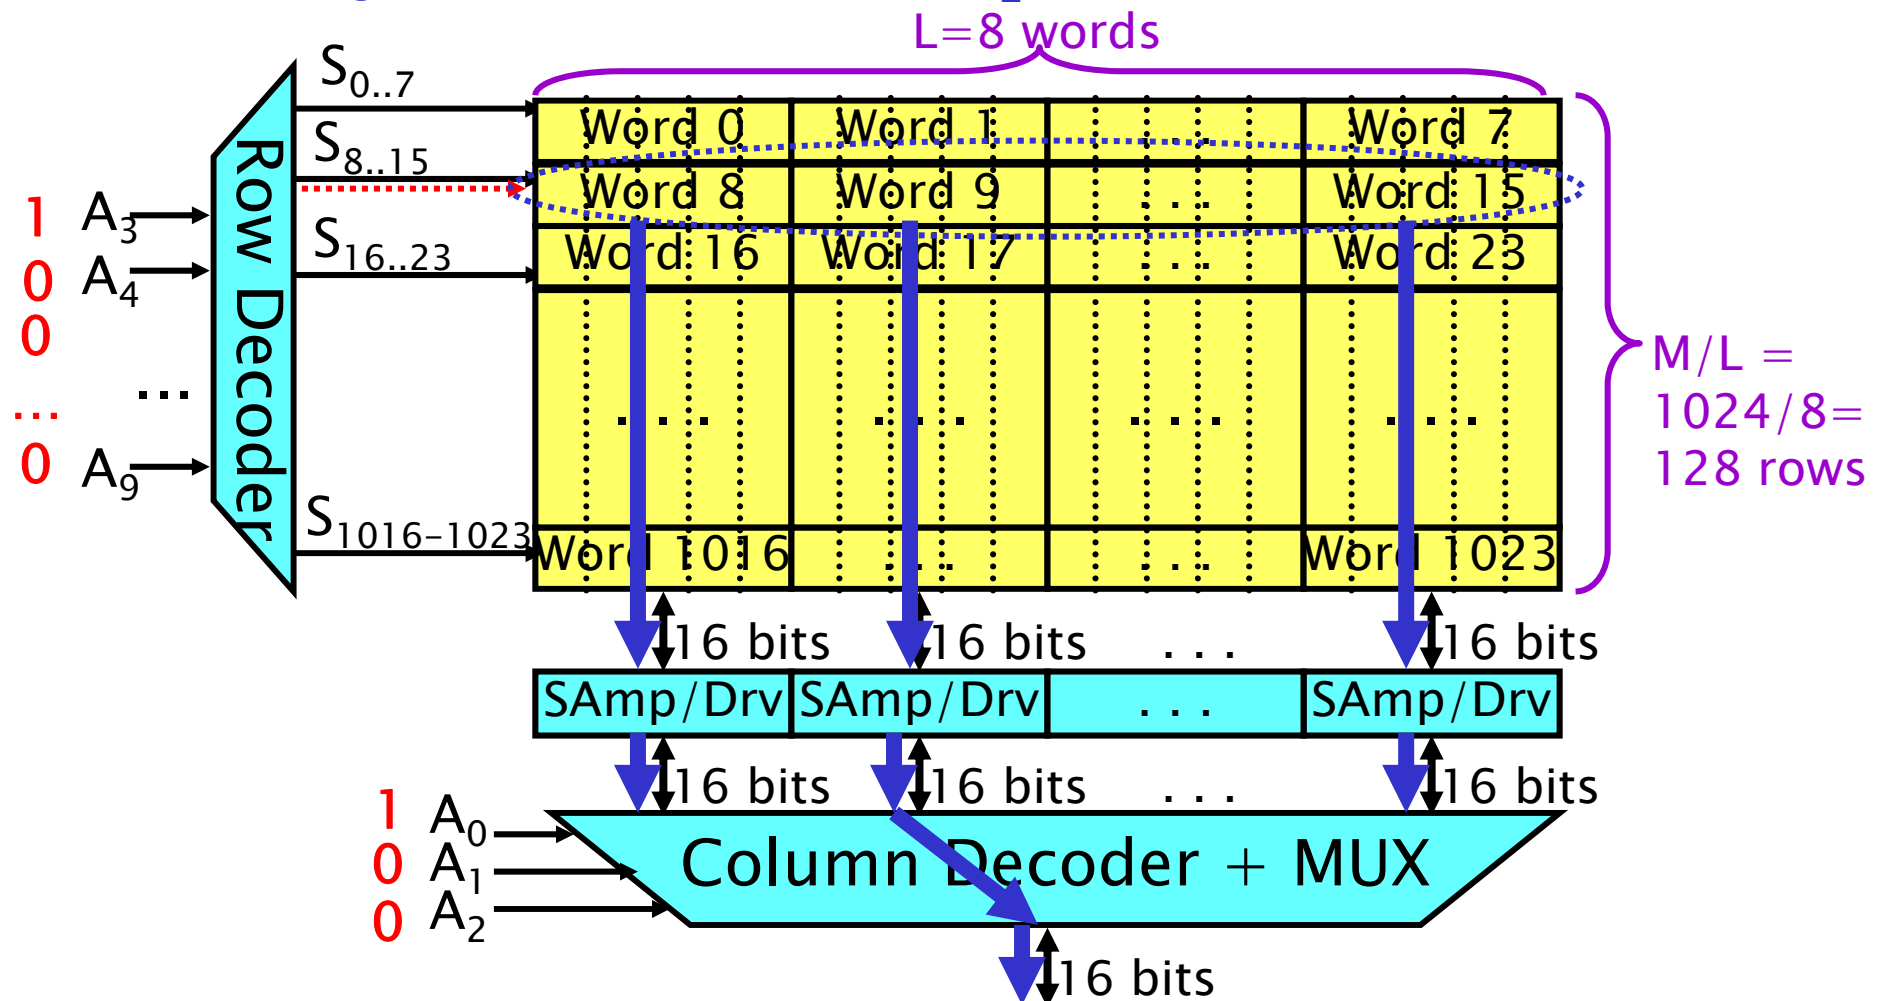 L=8 words
S0..7
Word 0 Word 1 ... Word 7
S8..15
Word 8 Word 9 ... Word 15
1 A3
S16..23
Word 16 Word 17 ... Word 23
0 A4
0
Row Decoder
M/L =
1024/8=
128 rows
... ...
... ... ... ...
0 A9
S1016-1023
Word 1016 ... ... Word 1023
16 bits 16 bits ... 16 bits
SAmp/Drv SAmp/Drv ... SAmp/Drv
16 bits 16 bits ... 16 bits
1 A0
0 A1
0 A2
Column Decoder + MUX
16 bits